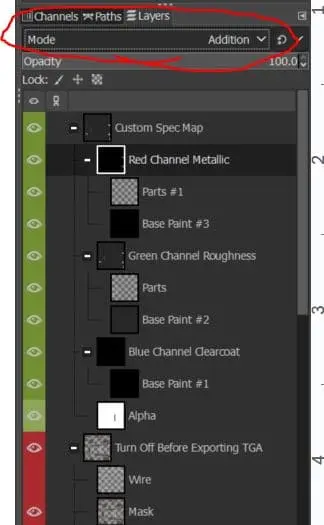 Channels Paths Layers
Mode Addition
Opacity 100.0
Lock:
Custom Spec Map
Red Channel Metallic
Parts #1
Base Paint #3
Green Channel Roughness
Parts
Base Paint #2
Blue Channel Clearcoat
Base Paint #1
Alpha
Turn Off Before Exporting TGA
Wire
Mask
1
2
3
4